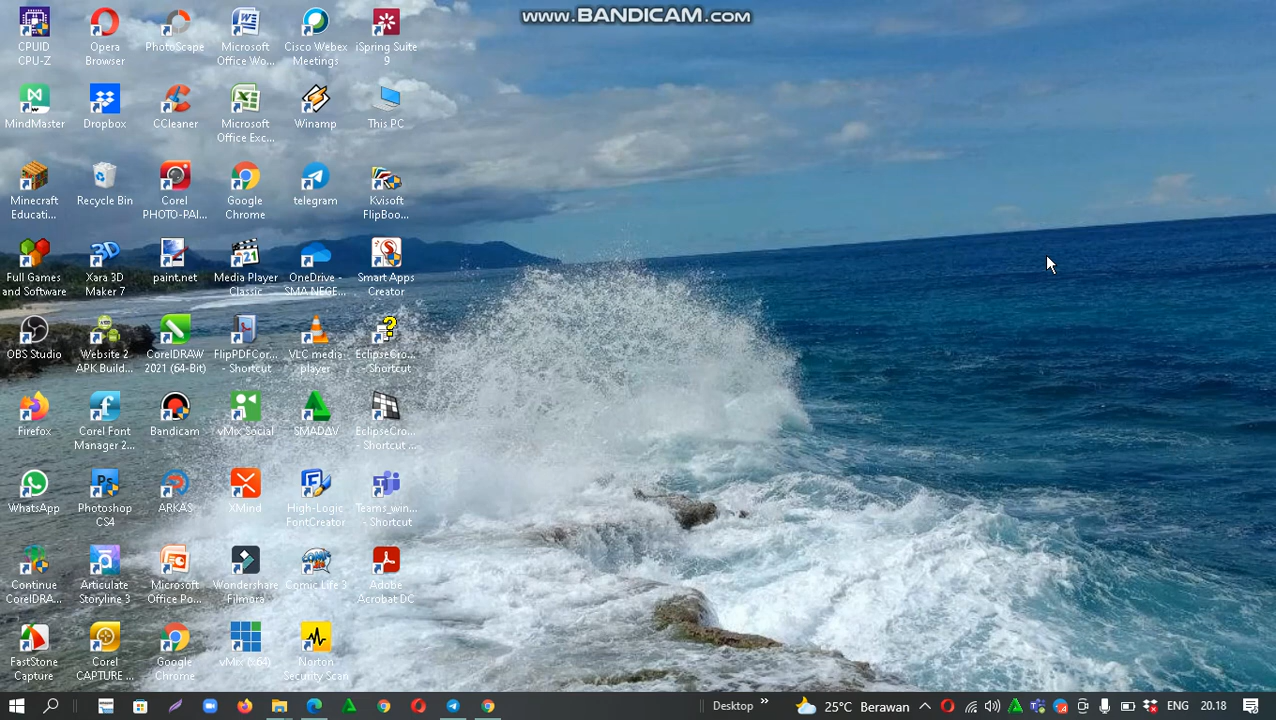 www.BANDICAM.com
CPUID
CPU-Z
Opera
Browser
PhotoScape
Microsoft
Office Wo...
Cisco Webex
Meetings
iSpring Suite
9
MindMaster
Dropbox
CCleaner
Microsoft
Office Exc...
Winamp
This PC
Minecraft
Educati...
Recycle Bin
Corel
PHOTO-PAI...
Google
Chrome
telegram
Kvisoft
FlipBoo...
Full Games
and Software
Xara 3D
Maker 7
paint.net
Media Player
Classic
OneDrive -
SMA NEGE...
Smart Apps
Creator
OBS Studio
Website 2
APK Build...
CorelDRAW
2021 (64-Bit)
FlipPDFCor...
- Shortcut
VLC media
player
EclipseCro...
- Shortcut
Firefox
Corel Font
Manager 2...
Bandicam
vMix Social
SMADΔV
EclipseCro...
- Shortcut ...
WhatsApp
Photoshop
CS4
ARKAS
XMind
High-Logic
FontCreator
Teams_win...
- Shortcut
Continue
CorelDRA...
Articulate
Storyline 3
Microsoft
Office Po...
Wondershare
Filmora
Comic Life 3
Adobe
Acrobat DC
FastStone
Capture
Corel
CAPTURE ...
Google
Chrome
vMix (x64)
Norton
Security Scan
Desktop
25°C Berawan
ENG
20.18